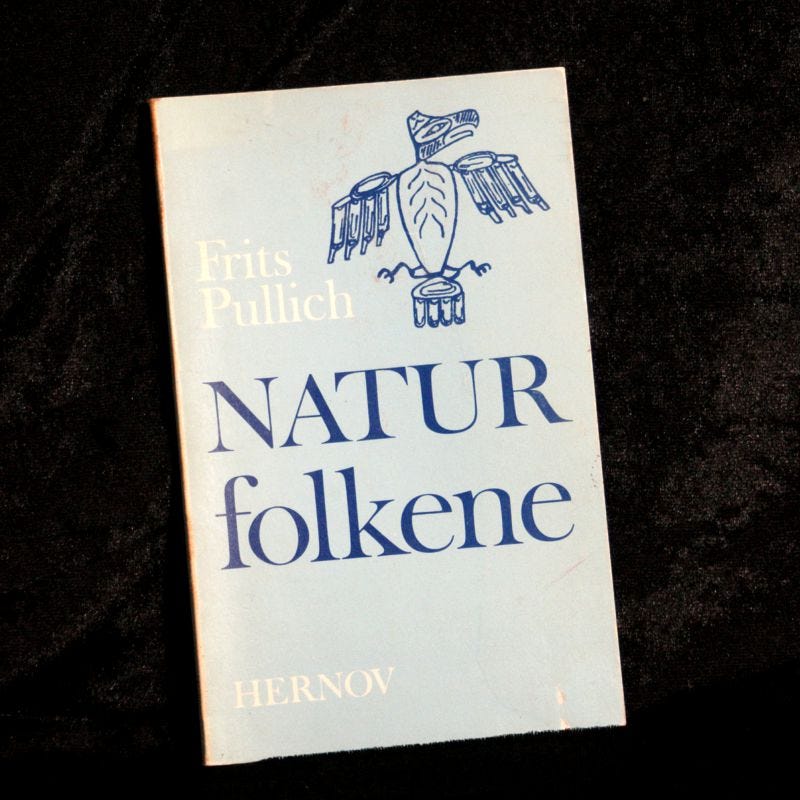 Frits
Pullich
NATUR
folkene
HERNOV